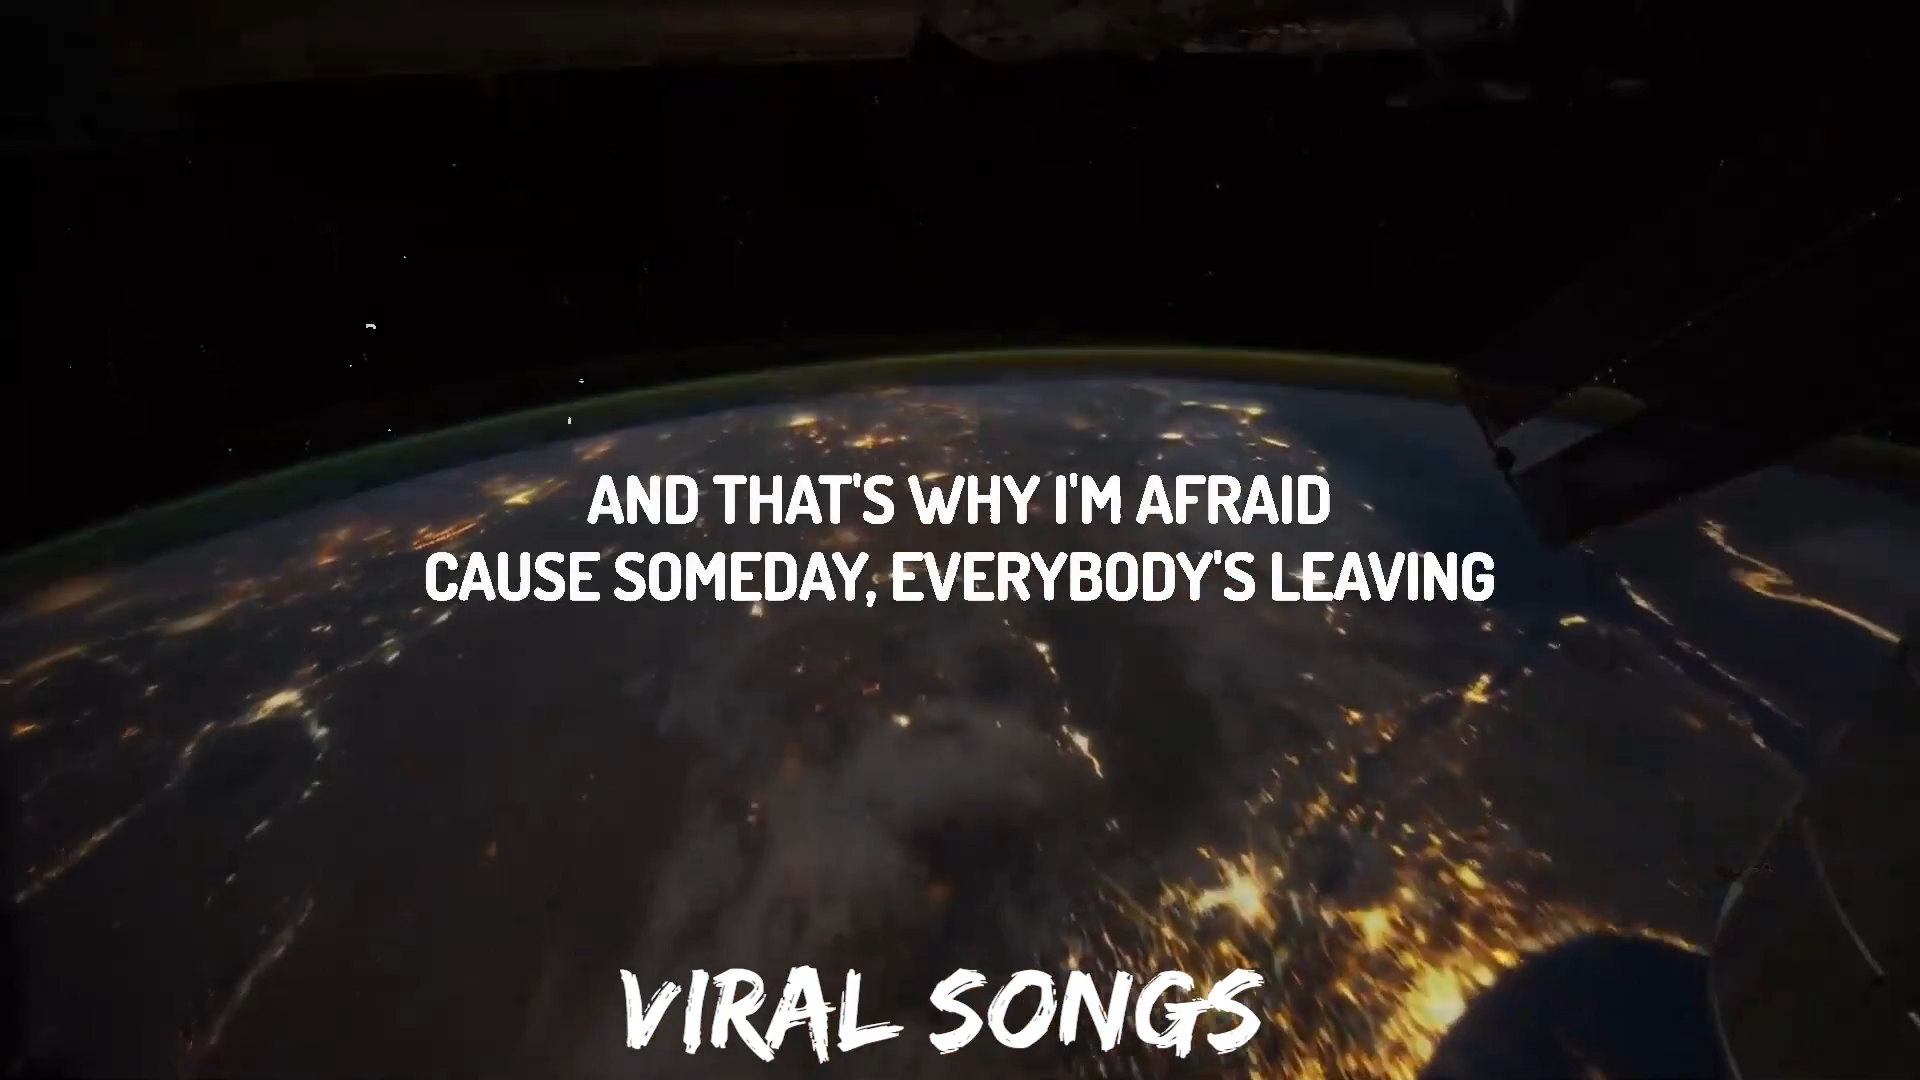 AND THAT'S WHY I'M AFRAID
CAUSE SOMEDAY, EVERYBODY'S LEAVING
VIRAL SONGS